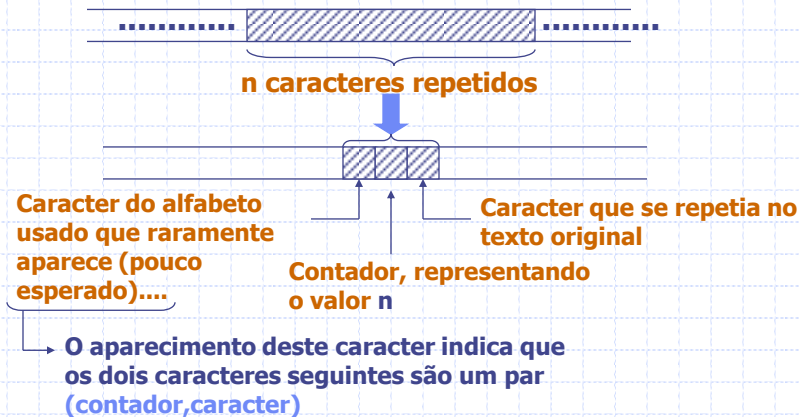 n caracteres repetidos
Caracter do alfabeto
usado que raramente
aparece (pouco
esperado)....
Contador, representando
o valor n
Caracter que se repetia no
texto original
O aparecimento deste caracter indica que
os dois caracteres seguintes são um par
(contador,caracter)